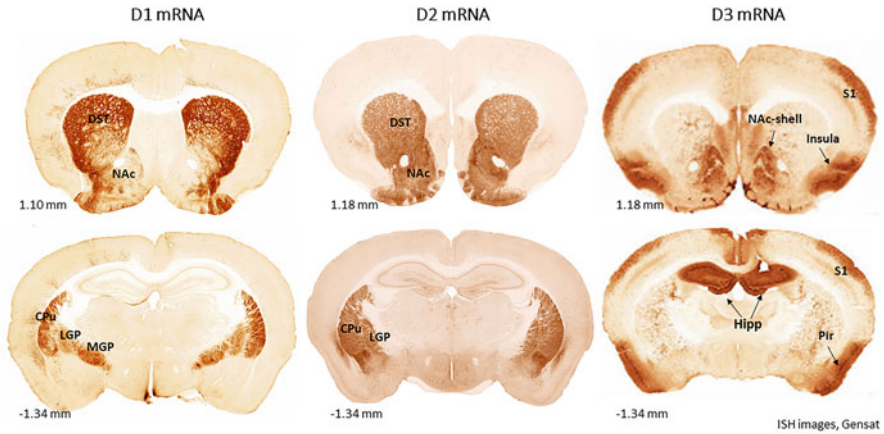 D1 mRNA
D2 mRNA
D3 mRNA
DST
NAc
1.10 mm
DST
NAc
1.18 mm
S1
NAc-shell
Insula
1.18 mm
CPu
LGP
MGP
-1.34 mm
CPu
LGP
-1.34 mm
S1
Hipp
Pir
-1.34 mm
ISH images, Gensat